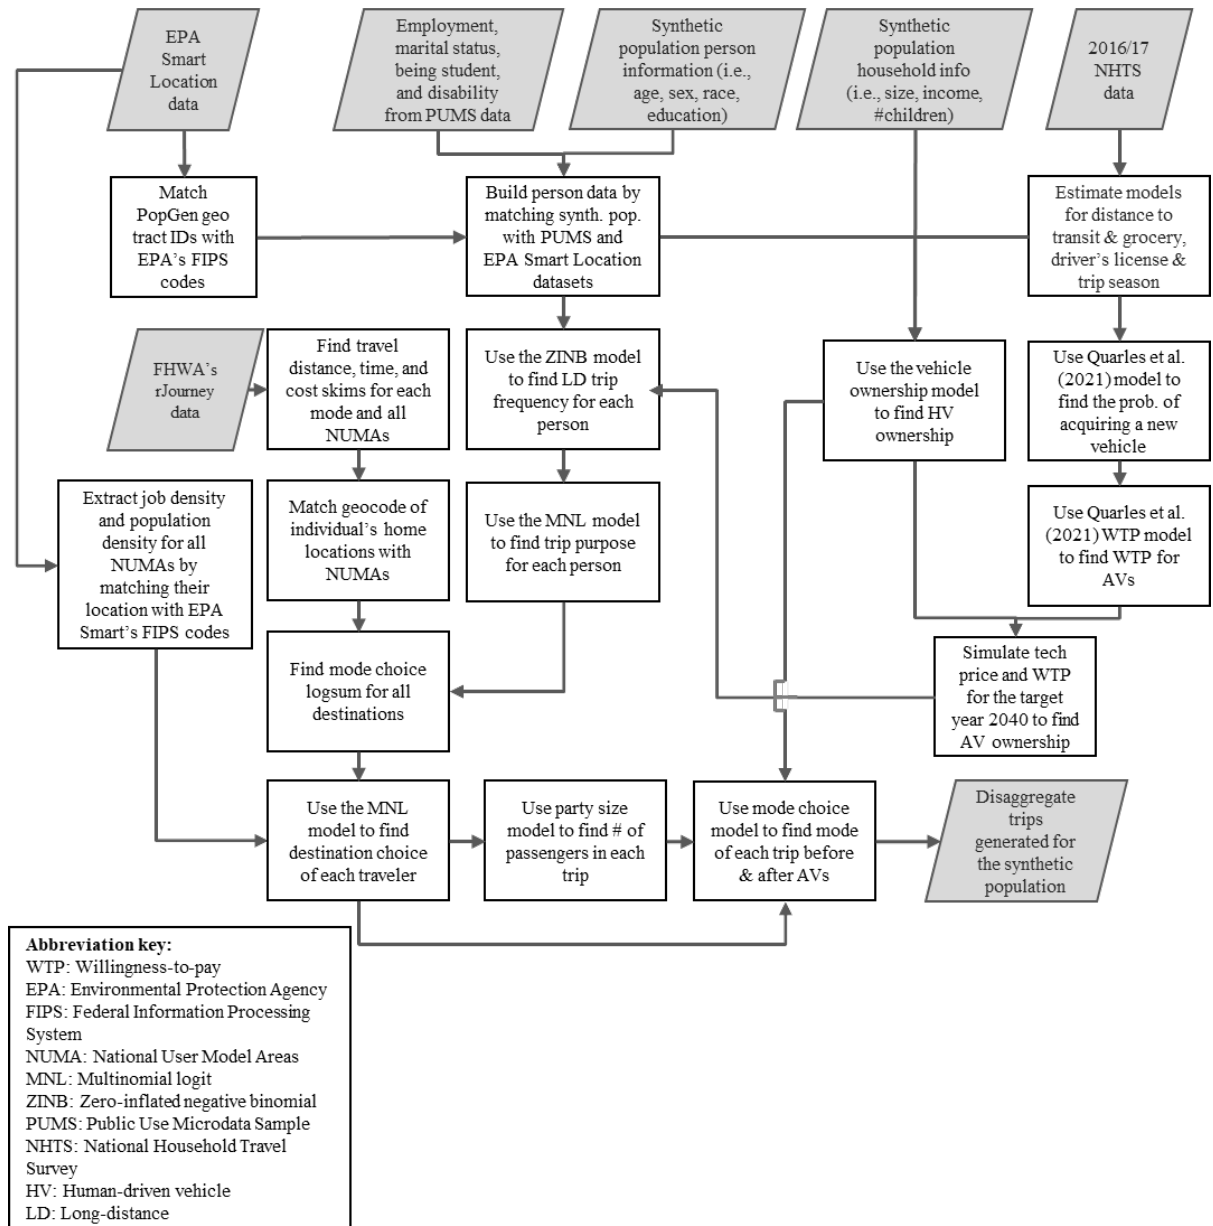 EPA
Smart
Location
data
Employment,
marital status,
being student,
and disability
from PUMS data
Synthetic
population person
information (i.e.,
age, sex, race,
education)
Synthetic
population
household info
(i.e., size, income,
#children)
2016/17
NHTS
data
Match
PopGen geo
tract IDs with
EPA's FIPS
codes
Build person data by
matching synth. pop.
with PUMS and
EPA Smart Location
datasets
Estimate models
for distance to
transit & grocery,
driver's license &
trip season
FHWA's
rJourney
data
Find travel
distance, time, and
cost skims for each
mode and all
NUMAs
Use the ZINB model
to find LD trip
frequency for each
person
Use the vehicle
ownership model
to find HV
ownership
Use Quarles et al.
(2021) model to
find the prob. of
acquiring a new
vehicle
Extract job density
and population
density for all
NUMAs by
matching their
location with EPA
Smart's FIPS codes
Match geocode of
individual's home
locations with
NUMAs
Use the MNL model
to find trip purpose
for each person
Use Quarles et al.
(2021) WTP model
to find WTP for
AVs
Find mode choice
logsum for all
destinations
Simulate tech
price and WTP
for the target
year 2040 to find
AV ownership
Use the MNL
model to find
destination choice
of each traveler
Use party size
model to find # of
passengers in each
trip
Use mode choice
model to find mode
of each trip before
& after AVs
Disaggregate
trips
generated for
the synthetic
population
Abbreviation key:
WTP: Willingness-to-pay
EPA: Environmental Protection Agency
FIPS: Federal Information Processing
System
NUMA: National User Model Areas
MNL: Multinomial logit
ZINB: Zero-inflated negative binomial
PUMS: Public Use Microdata Sample
NHTS: National Household Travel
Survey
HV: Human-driven vehicle
LD: Long-distance